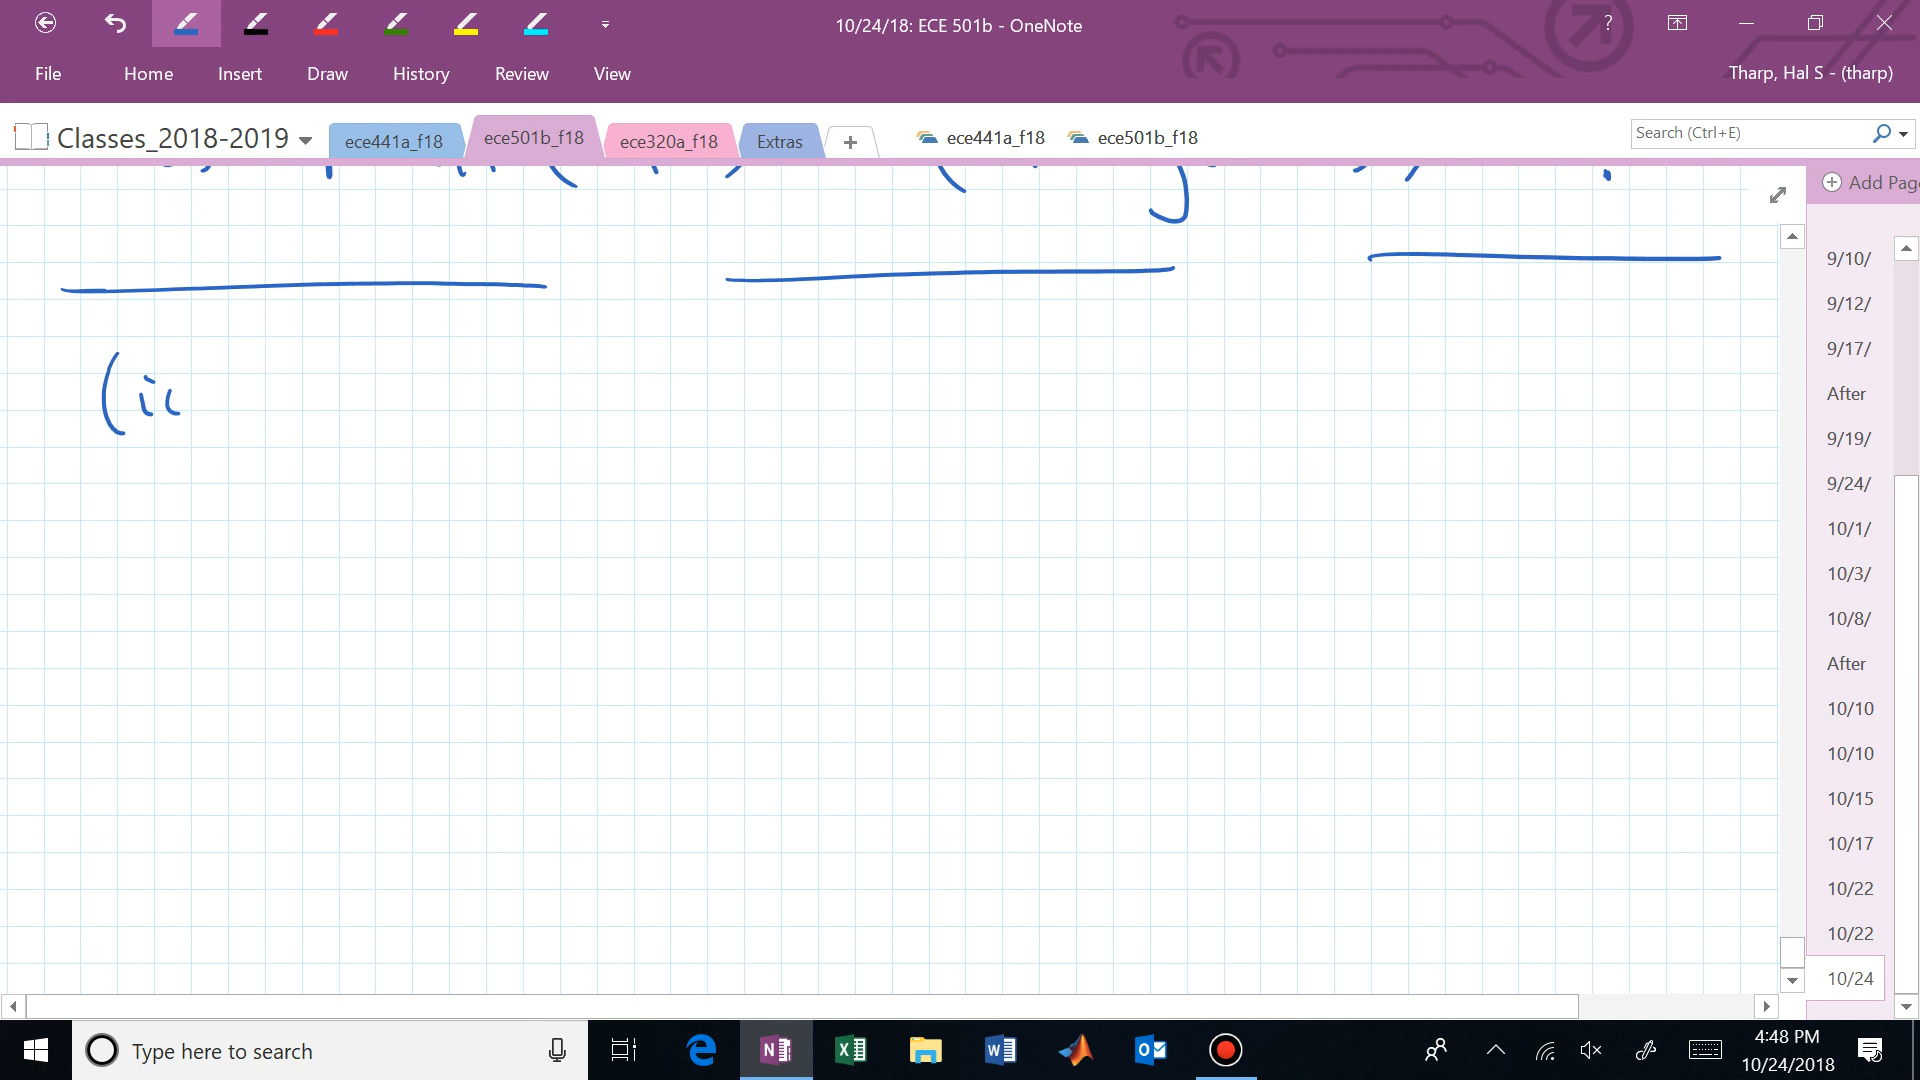 10/24/18: ECE 501b - OneNote
?
File
Home
Insert
Draw
History
Review
View
Tharp, Hal S - (tharp)
Classes_2018-2019
ece441a_f18
ece501b_f18
ece320a_f18
Extras
ece441a_f18
ece501b_f18
Search (Ctrl+E)
Add Page
9/10/
9/12/
9/17/
After
9/19/
9/24/
10/1/
10/3/
10/8/
After
10/10
10/10
10/15
10/17
10/22
10/22
10/24
(ii
Type here to search
4:48 PM
10/24/2018